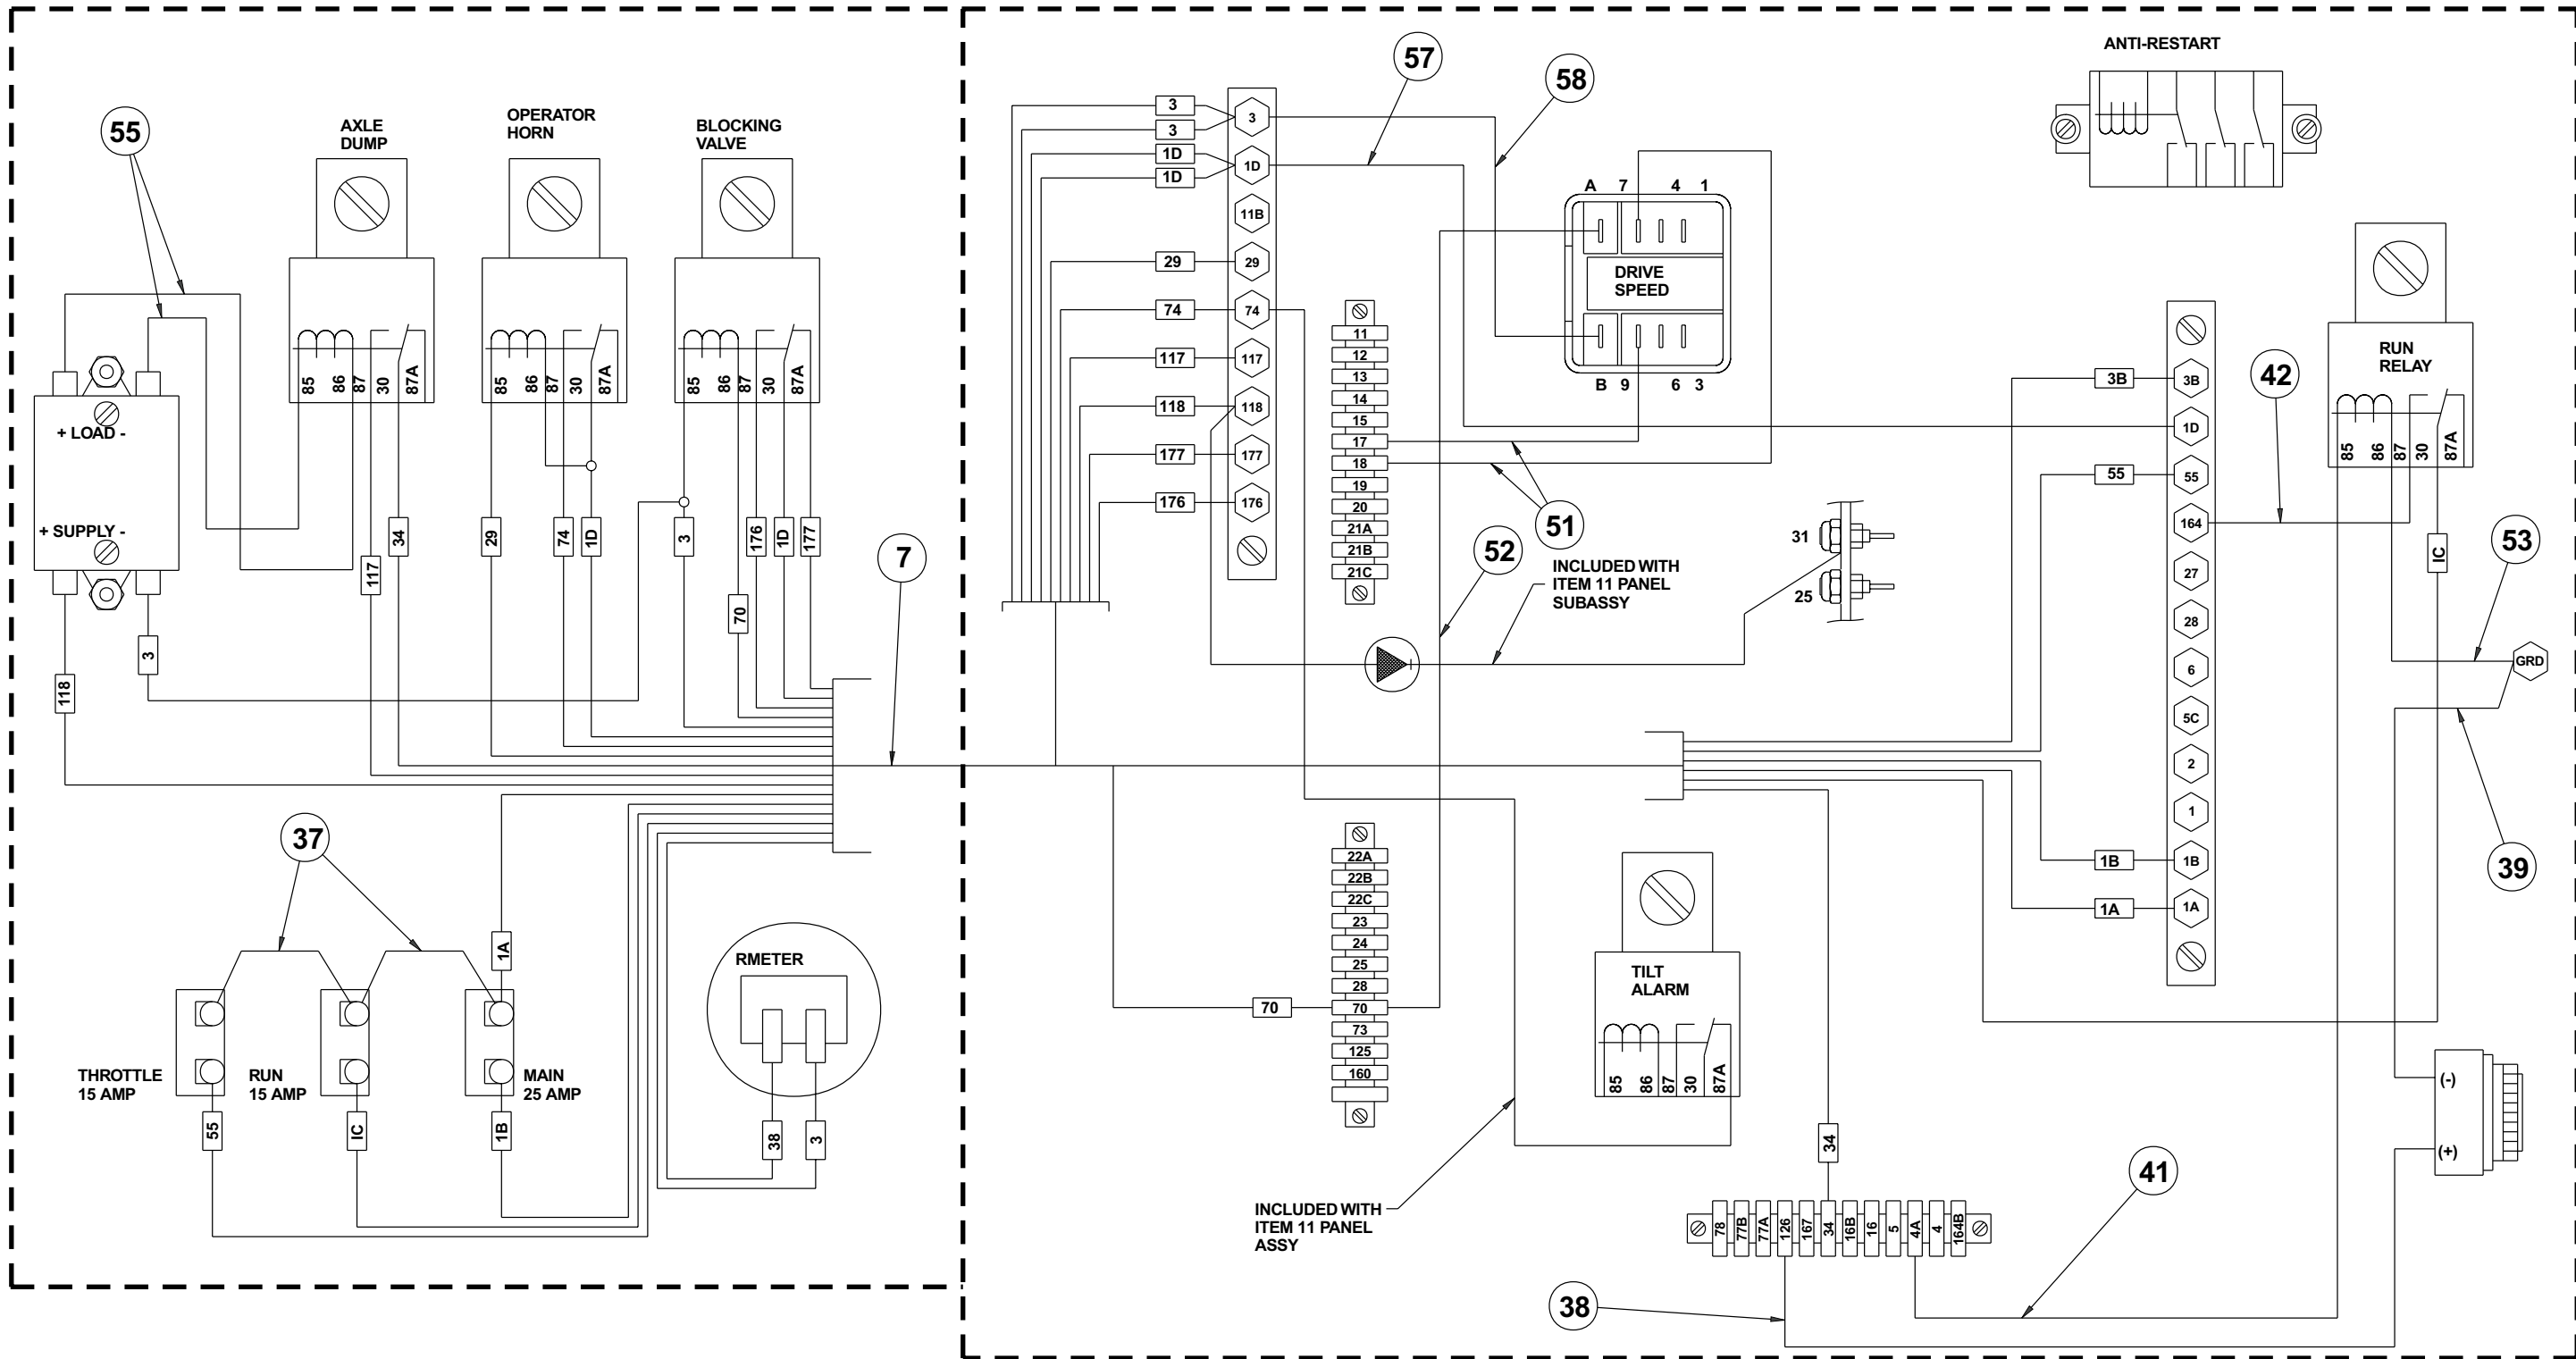 55
AXLE
DUMP
OPERATOR
HORN
BLOCKING
VALVE
+ LOAD -
+ SUPPLY -
85
86
87
30
87A
85
86
87
30
87A
85
86
87
30
87A
117
34
29
74
1D
3
70
176
1D
177
118
3
7
37
1A
THROTTLE
15 AMP
RUN
15 AMP
MAIN
25 AMP
55
IC
1B
RMETER
38
3
57
58
3
3
1D
1D
29
74
117
118
177
176
3
1D
11B
29
74
117
118
177
176
11
12
13
14
15
17
18
19
20
21A
21B
21C
A 7 4 1
DRIVE
SPEED
B 9 6 3
51
52
INCLUDED WITH
ITEM 11 PANEL
SUBASSY
31
25
ANTI-RESTART
RUN
RELAY
85
86
87
30
87A
42
IC
53
GRD
39
3B
55
1B
1A
3B
1D
55
164
27
28
6
5C
2
1
1B
1A
70
22A
22B
22C
23
24
25
28
70
73
125
160
TILT
ALARM
85
86
87
30
87A
34
INCLUDED WITH
ITEM 11 PANEL
ASSY
78
77B
77A
126
167
34
16B
16
5
4A
4
164B
38
41
(-)
(+)